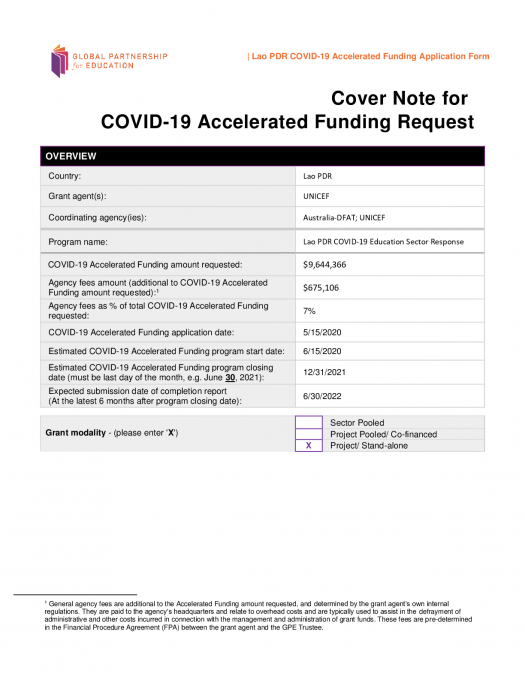 GLOBAL PARTNERSHIP
for EDUCATION
| Lao PDR COVID-19 Accelerated Funding Application Form
Cover Note for
COVID-19 Accelerated Funding Request
OVERVIEW
Country: Lao PDR
Grant agent(s): UNICEF
Coordinating agency(ies): Australia-DFAT; UNICEF
Program name: Lao PDR COVID-19 Education Sector Response
COVID-19 Accelerated Funding amount requested: $9,644,366
Agency fees amount (additional to COVID-19 Accelerated
Funding amount requested):1 $675,106
Agency fees as % of total COVID-19 Accelerated Funding
requested: 7%
COVID-19 Accelerated Funding application date: 5/15/2020
Estimated COVID-19 Accelerated Funding program start date: 6/15/2020
Estimated COVID-19 Accelerated Funding program closing
date (must be last day of the month, e.g. June 30, 2021): 12/31/2021
Expected submission date of completion report
(At the latest 6 months after program closing date): 6/30/2022
Grant modality - (please enter 'X')
Sector Pooled
Project Pooled/ Co-financed
X Project/ Stand-alone
1 General agency fees are additional to the Accelerated Funding amount requested, and determined by the grant agent's own internal
regulations. They are paid to the agency's headquarters and relate to overhead costs and are typically used to assist in the defrayment of
administrative and other costs incurred in connection with the management and administration of grant funds. These fees are pre-determined
in the Financial Procedure Agreement (FPA) between the grant agent and the GPE Trustee.